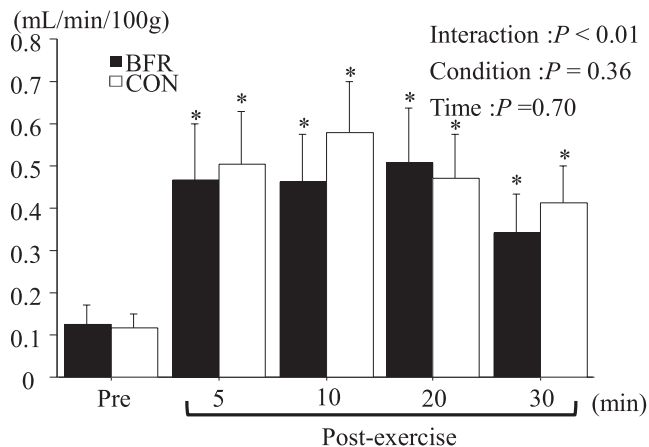 (mL/min/100g)
Interaction :P < 0.01
Condition :P = 0.36
Time :P =0.70
BFR
CON
0.8
0.7
0.6
0.5
0.4
0.3
0.2
0.1
0
* * * * * * * *
Pre 5 10 20 30 (min)
Post-exercise